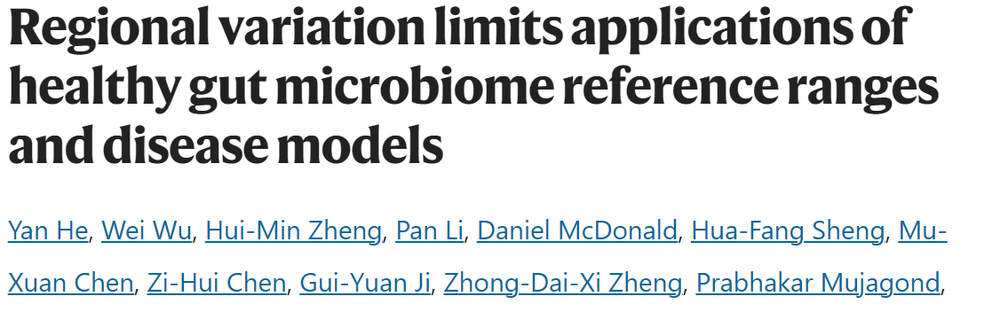 Regional variation limits applications of
healthy gut microbiome reference ranges
and disease models
Yan He, Wei Wu, Hui-Min Zheng, Pan Li, Daniel McDonald, Hua-Fang Sheng, Mu-
Xuan Chen, Zi-Hui Chen, Gui-Yuan Ji, Zhong-Dai-Xi Zheng, Prabhakar Mujagond,